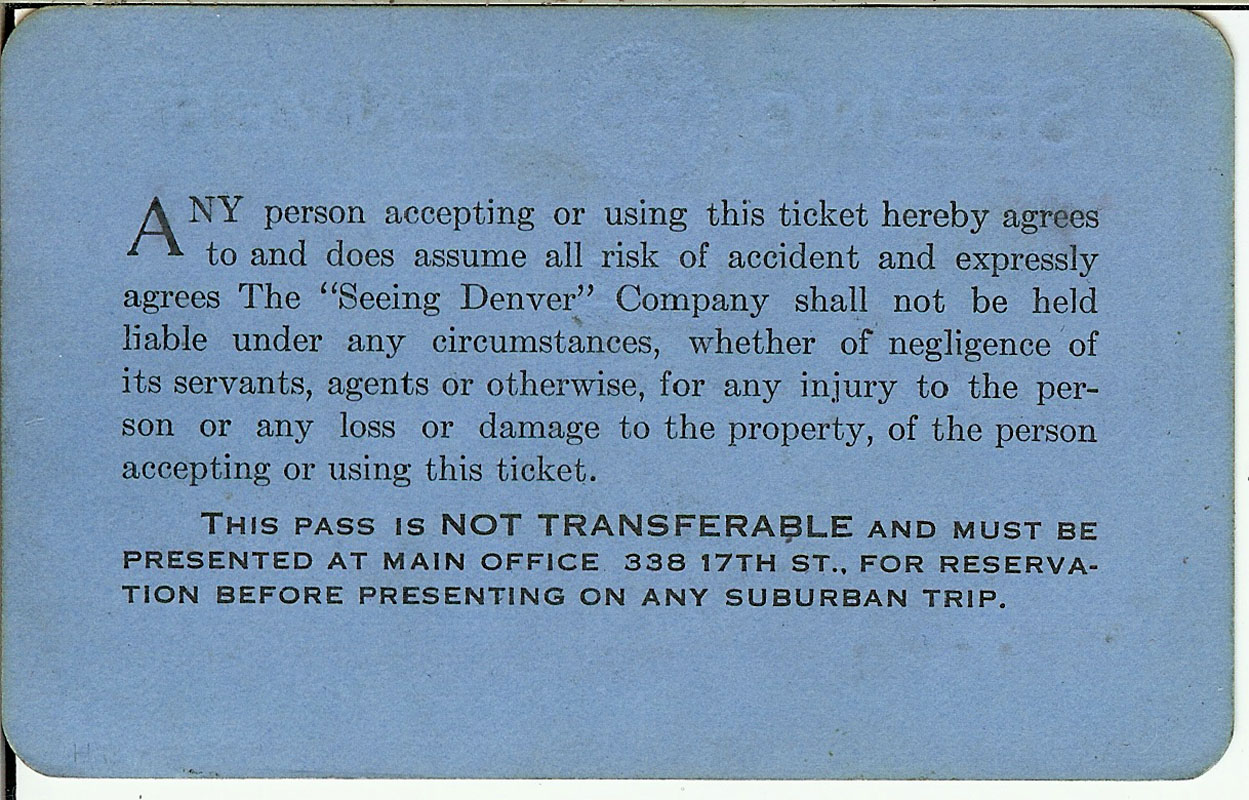 ANY person accepting or using this ticket hereby agrees
to and does assume all risk of accident and expressly
agrees The “Seeing Denver” Company shall not be held
liable under any circumstances, whether of negligence of
its servants, agents or otherwise, for any injury to the per-
son or any loss or damage to the property, of the person
accepting or using this ticket.
THIS PASS IS NOT TRANSFERABLE AND MUST BE
PRESENTED AT MAIN OFFICE 338 17TH ST., FOR RESERVA-
TION BEFORE PRESENTING ON ANY SUBURBAN TRIP.